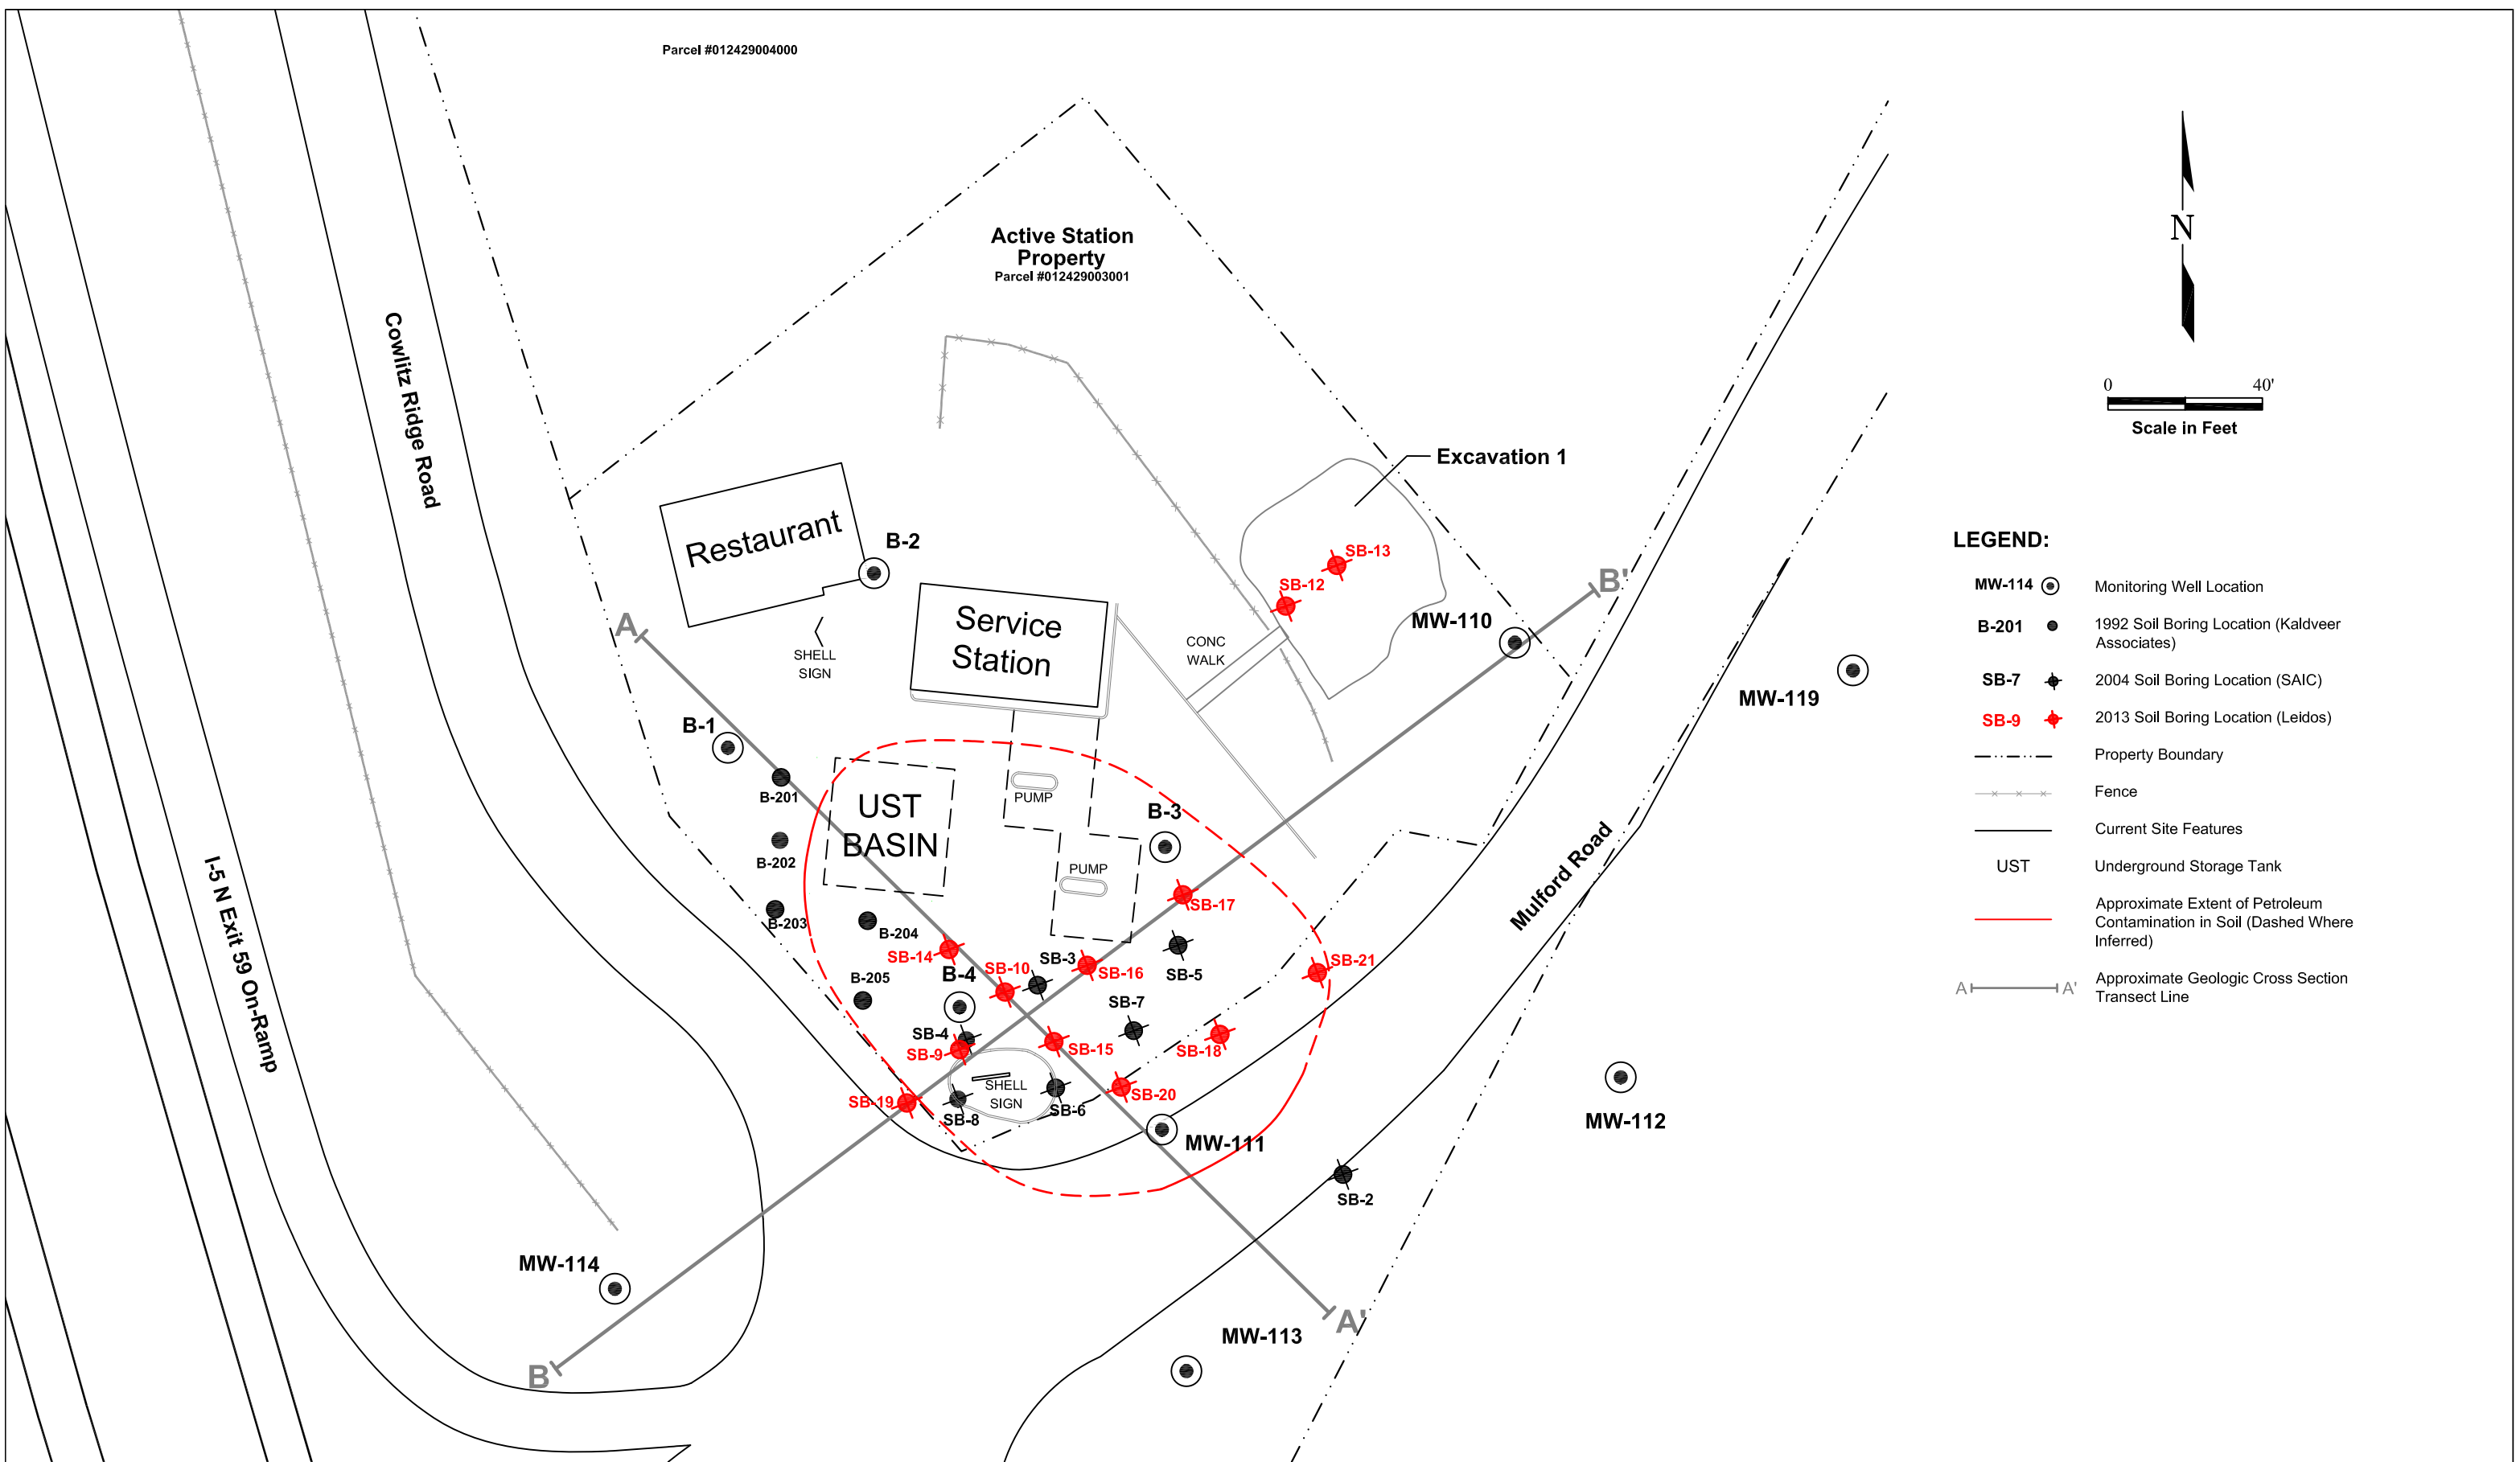 Parcel #012429004000
Active Station
Property
Parcel #012429003001
N
0 40'
Scale in Feet
Cowlitz Ridge Road
I-5 N Exit 59 On-Ramp
Mulford Road
Excavation 1
Restaurant
B-2
SB-13
SB-12
B'
Service
Station
MW-110
A
CONC
WALK
SHELL
SIGN
MW-119
B-1
B-201
UST
BASIN
PUMP
B-3
B-202
PUMP
SB-17
B-203
B-204
SB-14
SB-3
SB-5
SB-10
SB-16
SB-21
B-4
B-205
SB-7
SB-4
SB-9
SB-15
SB-18
SHELL
SIGN
SB-19
SB-8
SB-6
SB-20
MW-111
MW-112
SB-2
MW-114
A'
MW-113
B
LEGEND:
MW-114 Monitoring Well Location
B-201 1992 Soil Boring Location (Kaldveer
Associates)
SB-7 2004 Soil Boring Location (SAIC)
SB-9 2013 Soil Boring Location (Leidos)
Property Boundary
Fence
Current Site Features
UST Underground Storage Tank
Approximate Extent of Petroleum
Contamination in Soil (Dashed Where
Inferred)
A A' Approximate Geologic Cross Section
Transect Line